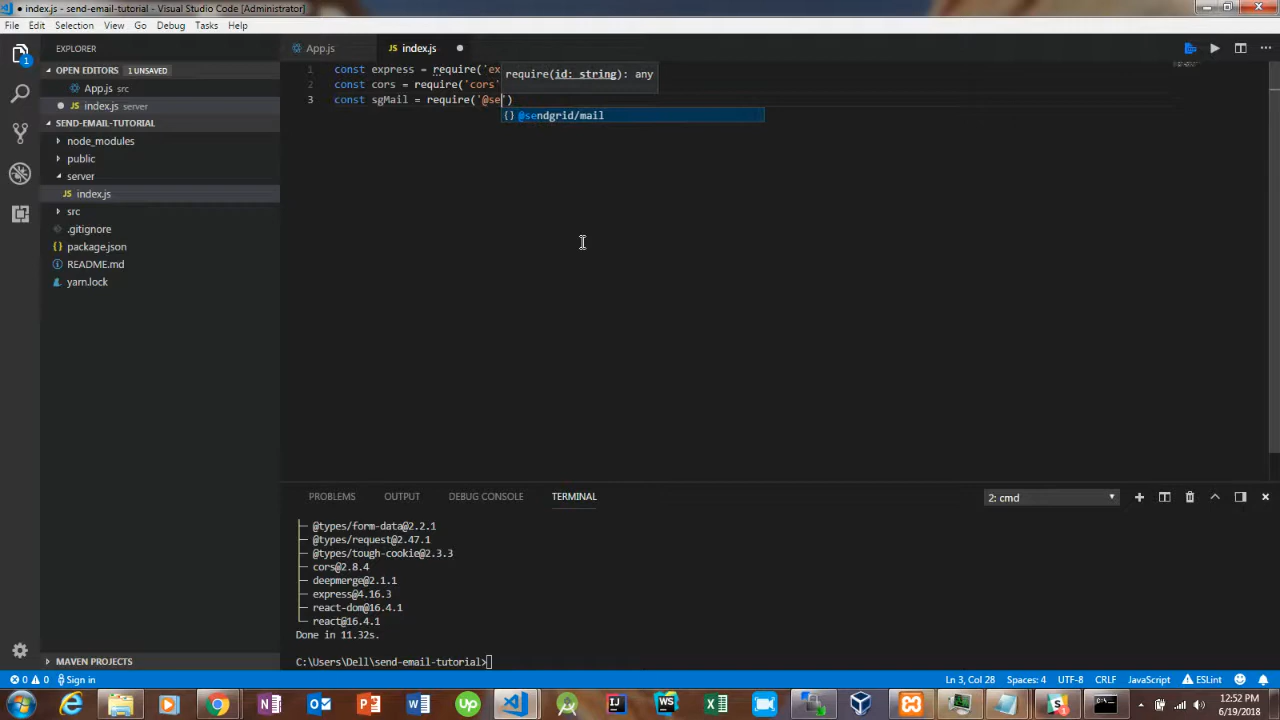 ● index.js - send-email-tutorial - Visual Studio Code [Administrator]
File Edit Selection View Go Debug Tasks Help
EXPLORER
OPEN EDITORS 1 UNSAVED
App.js src
index.js server
SEND-EMAIL-TUTORIAL
node_modules
public
server
JS index.js
src
.gitignore
{} package.json
README.md
yarn.lock
MAVEN PROJECTS
1
App.js
JS index.js
1 const express = require('ex
2 const cors = require('cors'
3 const sgMail = require('@se')
require(id: string): any
{} @sendgrid/mail
PROBLEMS OUTPUT DEBUG CONSOLE TERMINAL
2: cmd
├─ @types/form-data@2.2.1
├─ @types/request@2.47.1
├─ @types/tough-cookie@2.3.3
├─ cors@2.8.4
├─ deepmerge@2.1.1
├─ express@4.16.3
├─ react-dom@16.4.1
└─ react@16.4.1
Done in 11.32s.
C:\Users\Dell\send-email-tutorial>
0 0 Sign in
Ln 3, Col 28 Spaces: 4 UTF-8 CRLF JavaScript ESLint
12:52 PM
6/19/2018